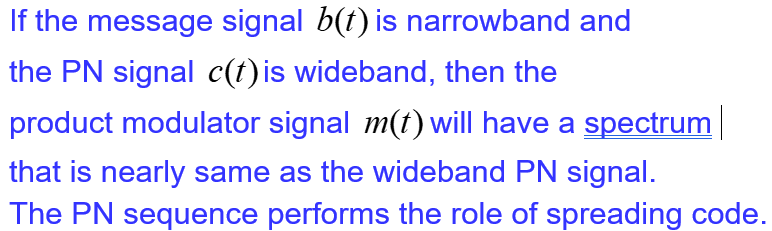 If the message signal b(t) is narrowband and
the PN signal c(t) is wideband, then the
product modulator signal m(t) will have a spectrum
that is nearly same as the wideband PN signal.
The PN sequence performs the role of spreading code.